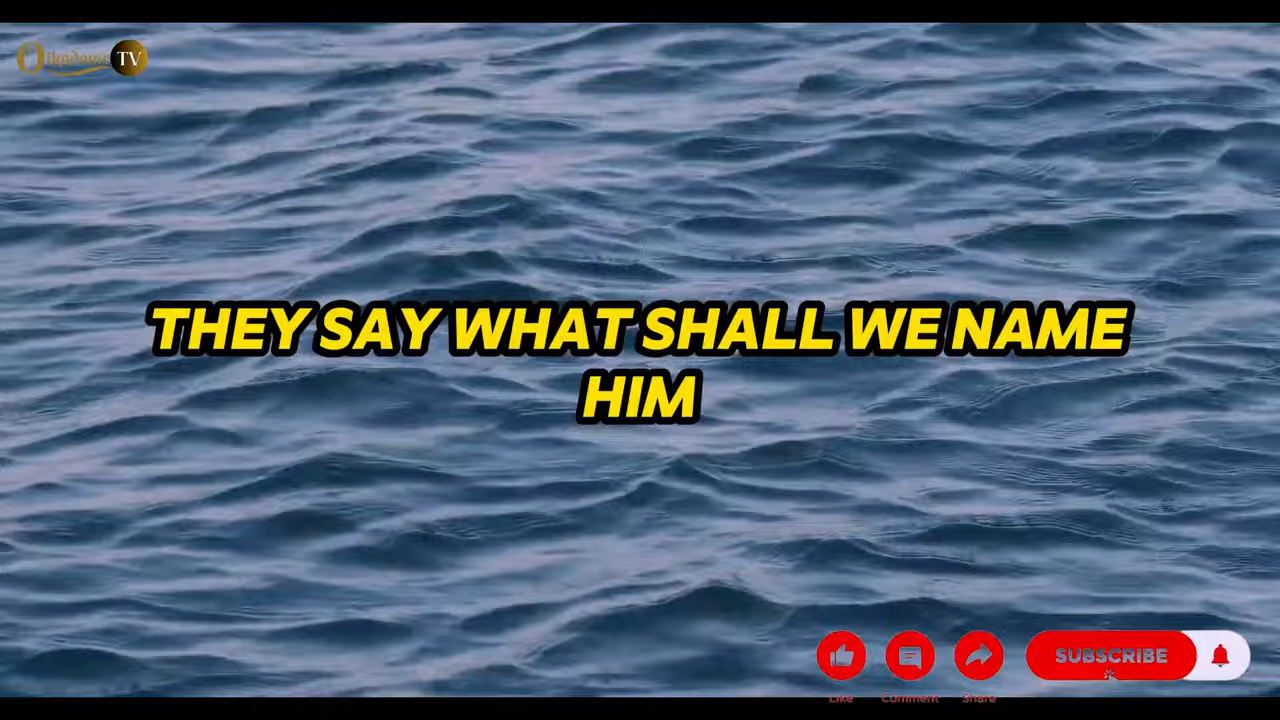 TV
THEY SAY WHAT SHALL WE NAME
HIM
SUBSCRIBE
Like
Comment
Share